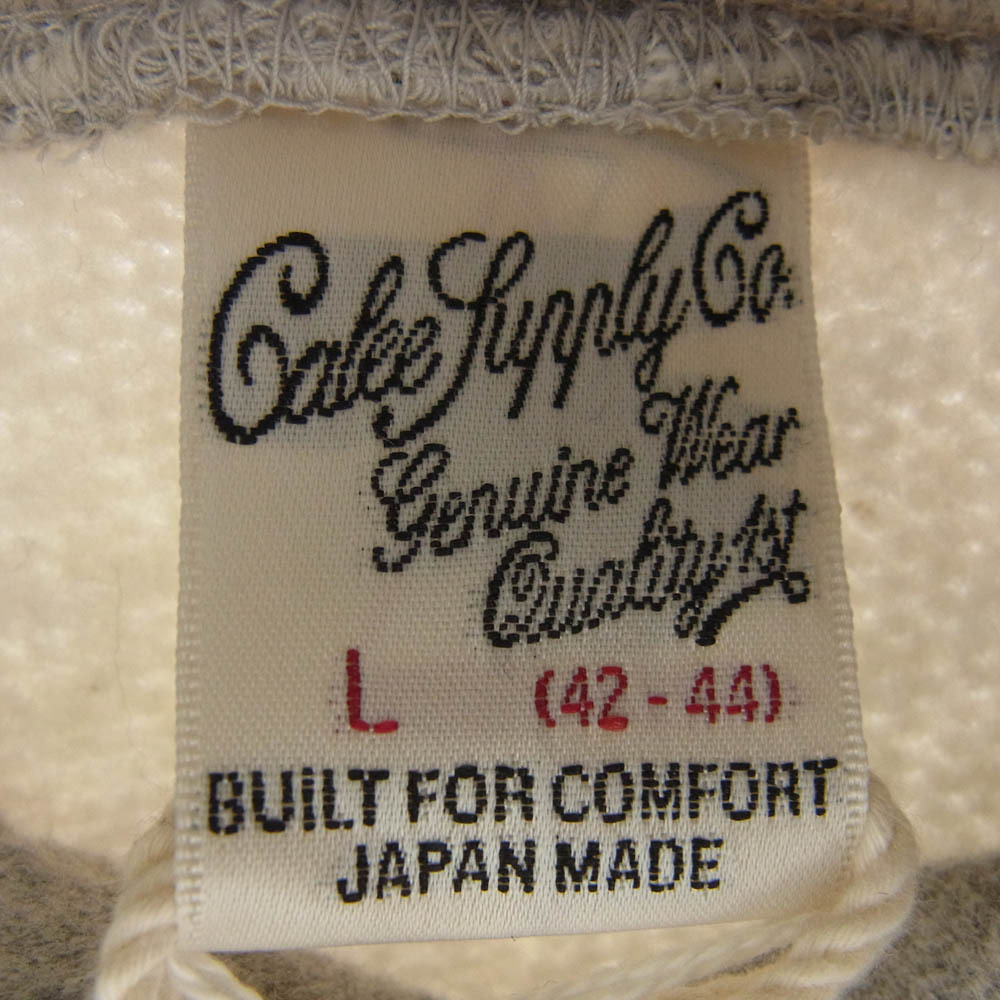 Calee Supply Co.
Genuine Wear
Quality 1st
L (42-44)
BUILT FOR COMFORT
JAPAN MADE